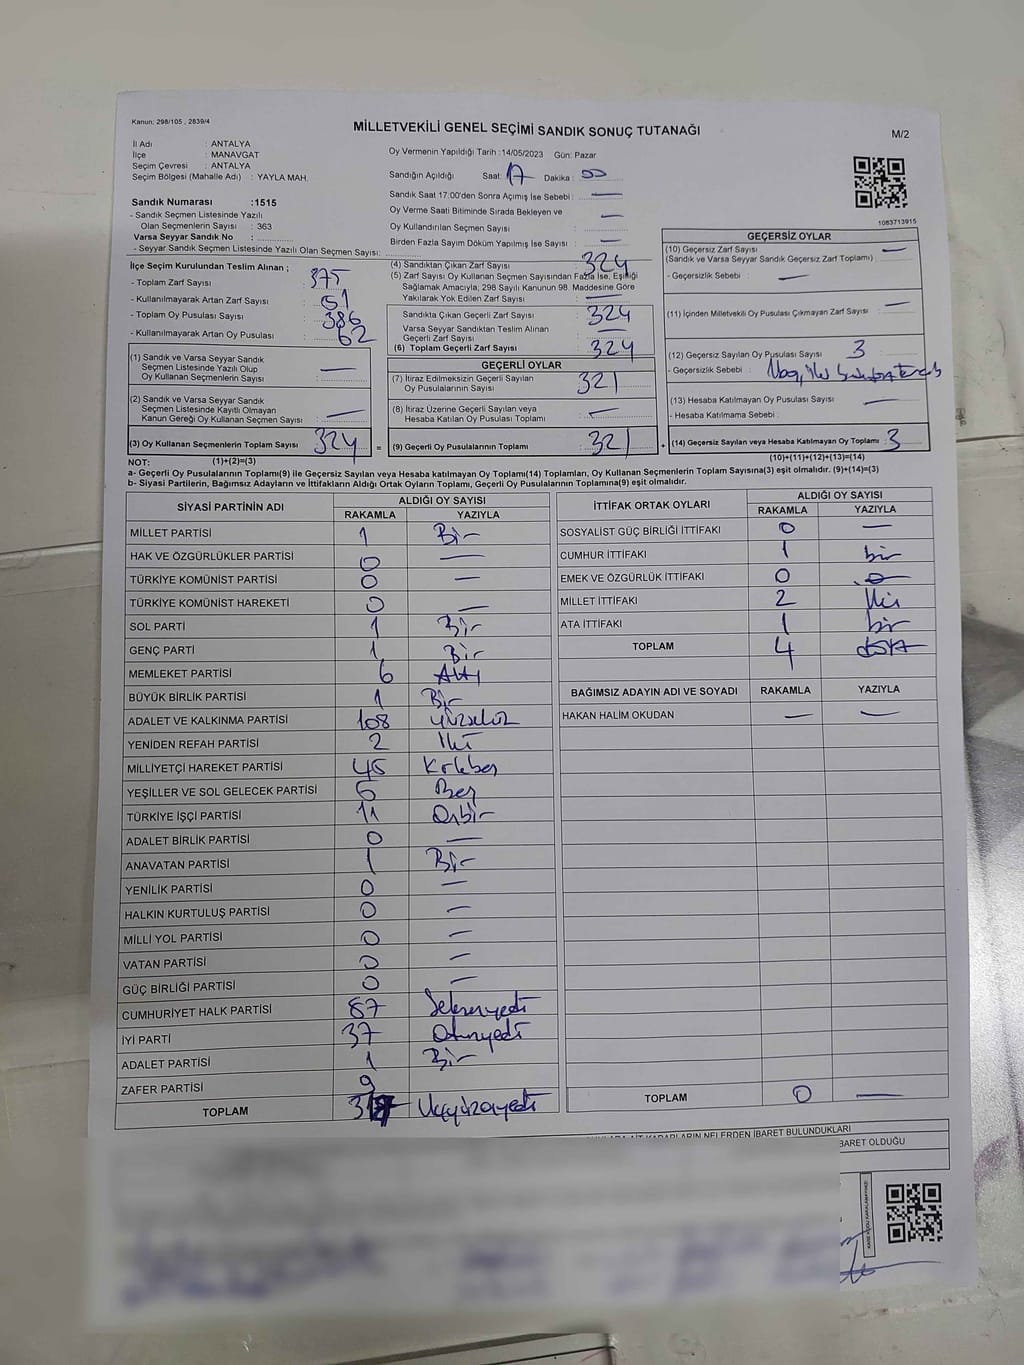 Kanun: 298/105 , 2839/4
MİLLETVEKİLİ GENEL SEÇİMİ SANDIK SONUÇ TUTANAĞI
M/2
İl Adı : ANTALYA
İlçe : MANAVGAT
Seçim Çevresi : ANTALYA
Seçim Bölgesi (Mahalle Adı) : YAYLA MAH.
Sandık Numarası :1515
- Sandık Seçmen Listesinde Yazılı
Olan Seçmenlerin Sayısı : 363
Varsa Seyyar Sandık No :
- Seyyar Sandık Seçmen Listesinde Yazılı Olan Seçmen Sayısı:
Oy Vermenin Yapıldığı Tarih :14/05/2023 Gün: Pazar
Sandığın Açıldığı Saat: 17 Dakika : 00
Sandık Saat 17:00'den Sonra Açımış İse Sebebi : —
Oy Verme Saati Bitiminde Sırada Bekleyen ve
Oy Kullandırılan Seçmen Sayısı : —
Birden Fazla Sayım Döküm Yapılmış İse Sayısı : —
1083713915
İlçe Seçim Kurulundan Teslim Alınan ;
- Toplam Zarf Sayısı : 375
- Kullanılmayarak Artan Zarf Sayısı : 51
- Toplam Oy Pusulası Sayısı : 386
- Kullanılmayarak Artan Oy Pusulası : 62
(1) Sandık ve Varsa Seyyar Sandık
Seçmen Listesinde Yazılı Olup
Oy Kullanan Seçmenlerin Sayısı : —
(2) Sandık ve Varsa Seyyar Sandık
Seçmen Listesinde Kayıtlı Olmayan
Kanun Gereği Oy Kullanan Seçmen Sayısı : —
(3) Oy Kullanan Seçmenlerin Toplam Sayısı 324 =
(1)+(2)=(3)
(4) Sandıktan Çıkan Zarf Sayısı : 324
(5) Zarf Sayısı Oy Kullanan Seçmen Sayısından Fazla İse, Eşitliği
Sağlamak Amacıyla, 298 Sayılı Kanunun 98. Maddesine Göre
Yakılarak Yok Edilen Zarf Sayısı : —
Sandıkta Çıkan Geçerli Zarf Sayısı : 324
Varsa Seyyar Sandıktan Teslim Alınan
Geçerli Zarf Sayısı : —
(6) Toplam Geçerli Zarf Sayısı : 324
GEÇERLİ OYLAR
(7) İtiraz Edilmeksizin Geçerli Sayılan
Oy Pusulalarının Sayısı : 321
(8) İtiraz Üzerine Geçerli Sayılan veya
Hesaba Katılan Oy Pusulaları Toplamı : —
(9) Geçerli Oy Pusulalarının Toplamı : 321 +
GEÇERSİZ OYLAR
(10) Geçersiz Zarf Sayısı : —
(Sandık ve Varsa Seyyar Sandık Geçersiz Zarf Toplamı)
- Geçersizlik Sebebi : —
(11) İçinden Milletvekili Oy Pusulası Çıkmayan Zarf Sayısı : —
(12) Geçersiz Sayılan Oy Pusulası Sayısı : 3
- Geçersizlik Sebebi :
(13) Hesaba Katılmayan Oy Pusulası Sayısı : —
- Hesaba Katılmama Sebebi :
(14) Geçersiz Sayılan veya Hesaba Katılmayan Oy Toplamı : 3
(10)+(11)+(12)+(13)=(14)
NOT:
a- Geçerli Oy Pusulalarının Toplamı(9) ile Geçersiz Sayılan veya Hesaba katılmayan Oy Toplamı(14) Toplamları, Oy Kullanan Seçmenlerin Toplam Sayısına(3) eşit olmalıdır. (9)+(14)=(3)
b- Siyasi Partilerin, Bağımsız Adayların ve İttifakların Aldığı Ortak Oyların Toplamı, Geçerli Oy Pusulalarının Toplamına(9) eşit olmalıdır.
SİYASİ PARTİNİN ADI ALDIĞI OY SAYISI
RAKAMLA YAZIYLA
MİLLET PARTİSİ 1 Bir
HAK VE ÖZGÜRLÜKLER PARTİSİ 0 —
TÜRKİYE KOMÜNİST PARTİSİ 0 —
TÜRKİYE KOMÜNİST HAREKETİ 0 —
SOL PARTİ 1 Bir
GENÇ PARTİ 1 Bir
MEMLEKET PARTİSİ 6 Altı
BÜYÜK BİRLİK PARTİSİ 1 Bir
ADALET VE KALKINMA PARTİSİ 108 yüzsekiz
YENİDEN REFAH PARTİSİ 2 İki
MİLLİYETÇİ HAREKET PARTİSİ 45 Kırkbeş
YEŞİLLER VE SOL GELECEK PARTİSİ 5 Beş
TÜRKİYE İŞÇİ PARTİSİ 11 Onbir
ADALET BİRLİK PARTİSİ 0 —
ANAVATAN PARTİSİ 1 Bir
YENİLİK PARTİSİ 0 —
HALKIN KURTULUŞ PARTİSİ 0 —
MİLLİ YOL PARTİSİ 0 —
VATAN PARTİSİ 0 —
GÜÇ BİRLİĞİ PARTİSİ 0 —
CUMHURİYET HALK PARTİSİ 87 Seksenyedi
İYİ PARTİ 37 Otuzyedi
ADALET PARTİSİ 1 Bir
ZAFER PARTİSİ 9
TOPLAM 317 Üçyüzonyedi
İTTİFAK ORTAK OYLARI ALDIĞI OY SAYISI
RAKAMLA YAZIYLA
SOSYALİST GÜÇ BİRLİĞİ İTTİFAKI 0 —
CUMHUR İTTİFAKI 1 bir
EMEK VE ÖZGÜRLÜK İTTİFAKI 0
MİLLET İTTİFAKI 2 İki
ATA İTTİFAKI 1 bir
TOPLAM 4 dört
BAĞIMSIZ ADAYIN ADI VE SOYADI RAKAMLA YAZIYLA
HAKAN HALİM OKUDAN — —
TOPLAM 0 —
NELERDEN İBARET BULUNDUKLARI
BARET OLDUĞU